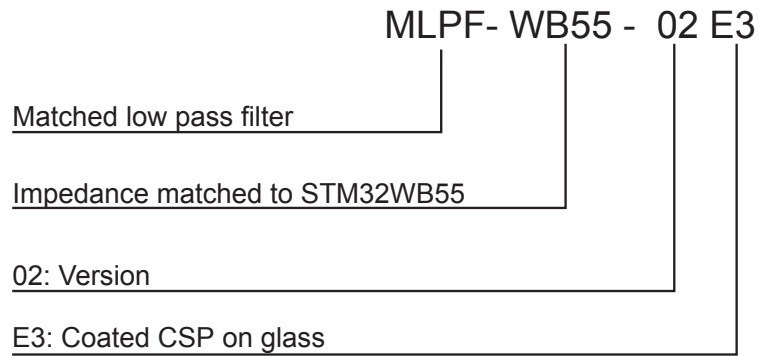 MLPF- WB55 - 02 E3
Matched low pass filter
Impedance matched to STM32WB55
02: Version
E3: Coated CSP on glass